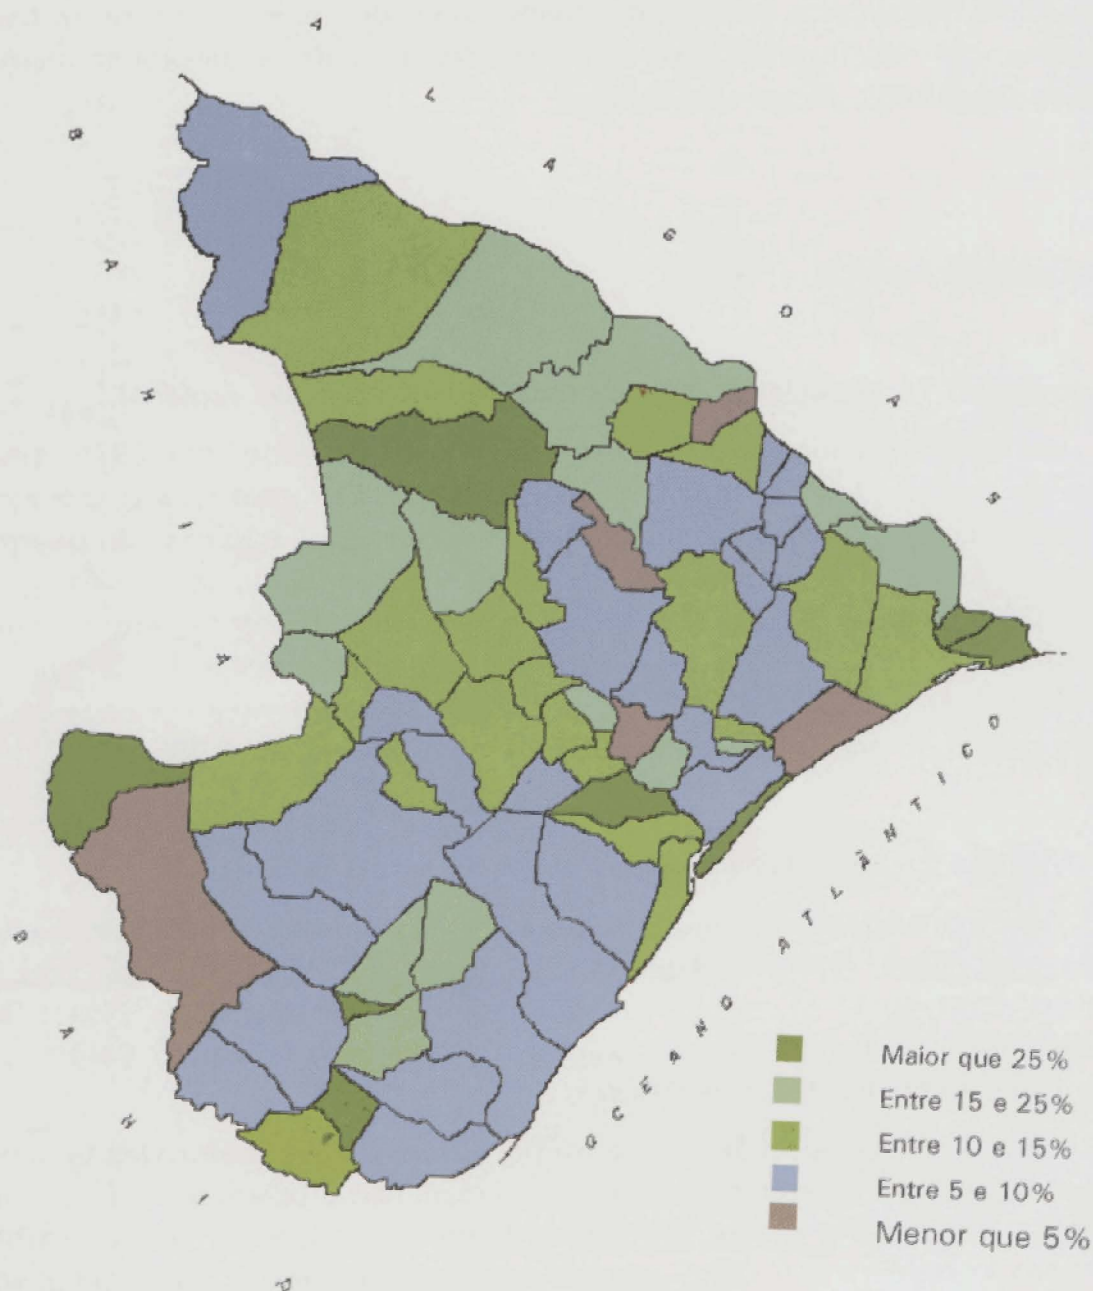 ALAGOAS
BAHIA
BAHIA
OCEANO ATLÂNTICO
Maior que 25%
Entre 15 e 25%
Entre 10 e 15%
Entre 5 e 10%
Menor que 5%